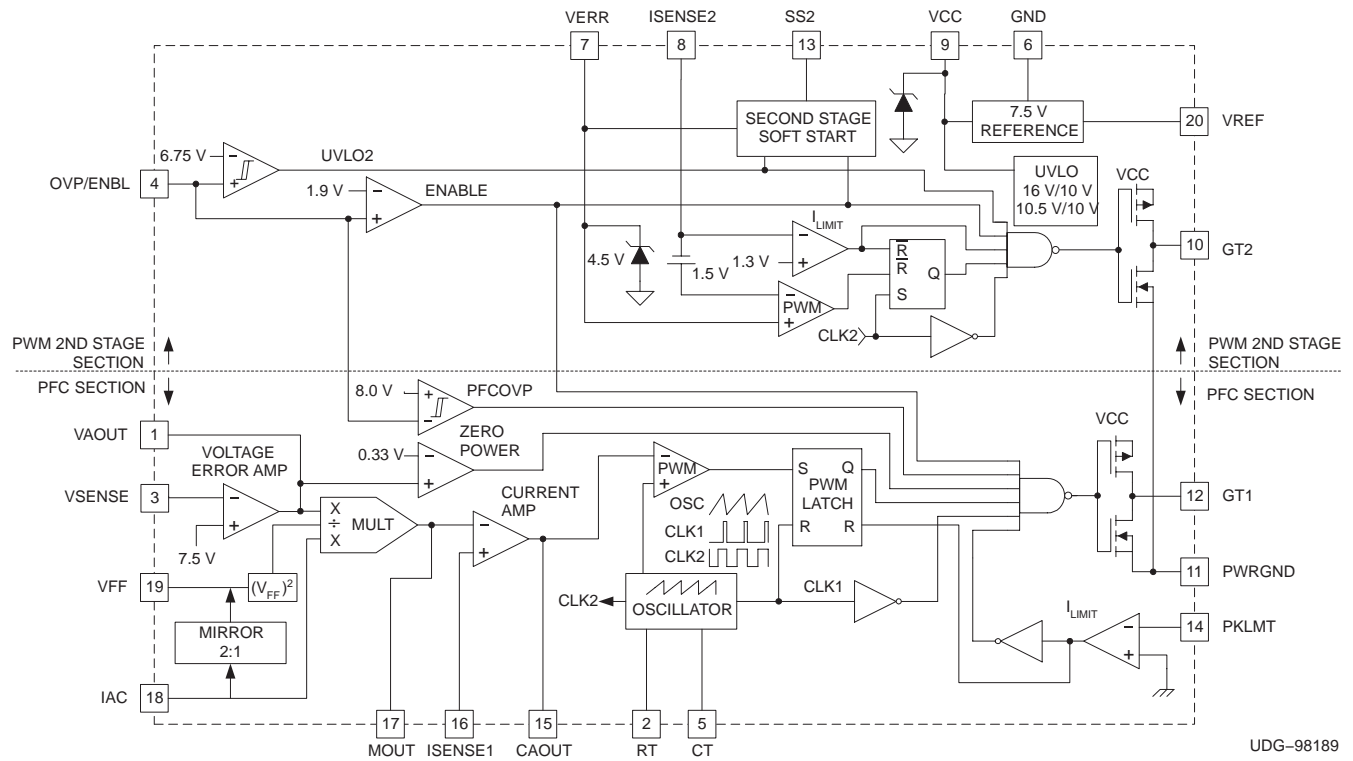 VERR ISENSE2 SS2 VCC GND
7 8 13 9 6
SECOND STAGE
SOFT START
7.5 V
REFERENCE
20 VREF
6.75 V
−
+
UVLO2
OVP/ENBL 4
1.9 V
−
+
ENABLE
UVLO
16 V/10 V
10.5 V/10 V
VCC
I LIMIT
−
+
4.5 V
1.5 V
1.3 V
R
R
Q
S
−
PWM
+
CLK2
10
GT2
PWM 2ND STAGE
SECTION
PFC SECTION
PWM 2ND STAGE
SECTION
PFC SECTION
8.0 V
+
−
PFCOVP
VCC
VAOUT
1
VOLTAGE
ERROR AMP
0.33 V
−
+
ZERO
POWER
VSENSE 3
−
+
7.5 V
X
÷
X
MULT
CURRENT
AMP
−
+
−
PWM
+
OSC
CLK1
CLK2
S Q
PWM
LATCH
R R
12 GT1
VFF 19
(VFF)2
MIRROR
2:1
CLK2
OSCILLATOR
CLK1
11 PWRGND
I LIMIT
−
+
14 PKLMT
IAC 18
17 16 15 2 5
MOUT ISENSE1 CAOUT RT CT
UDG−98189